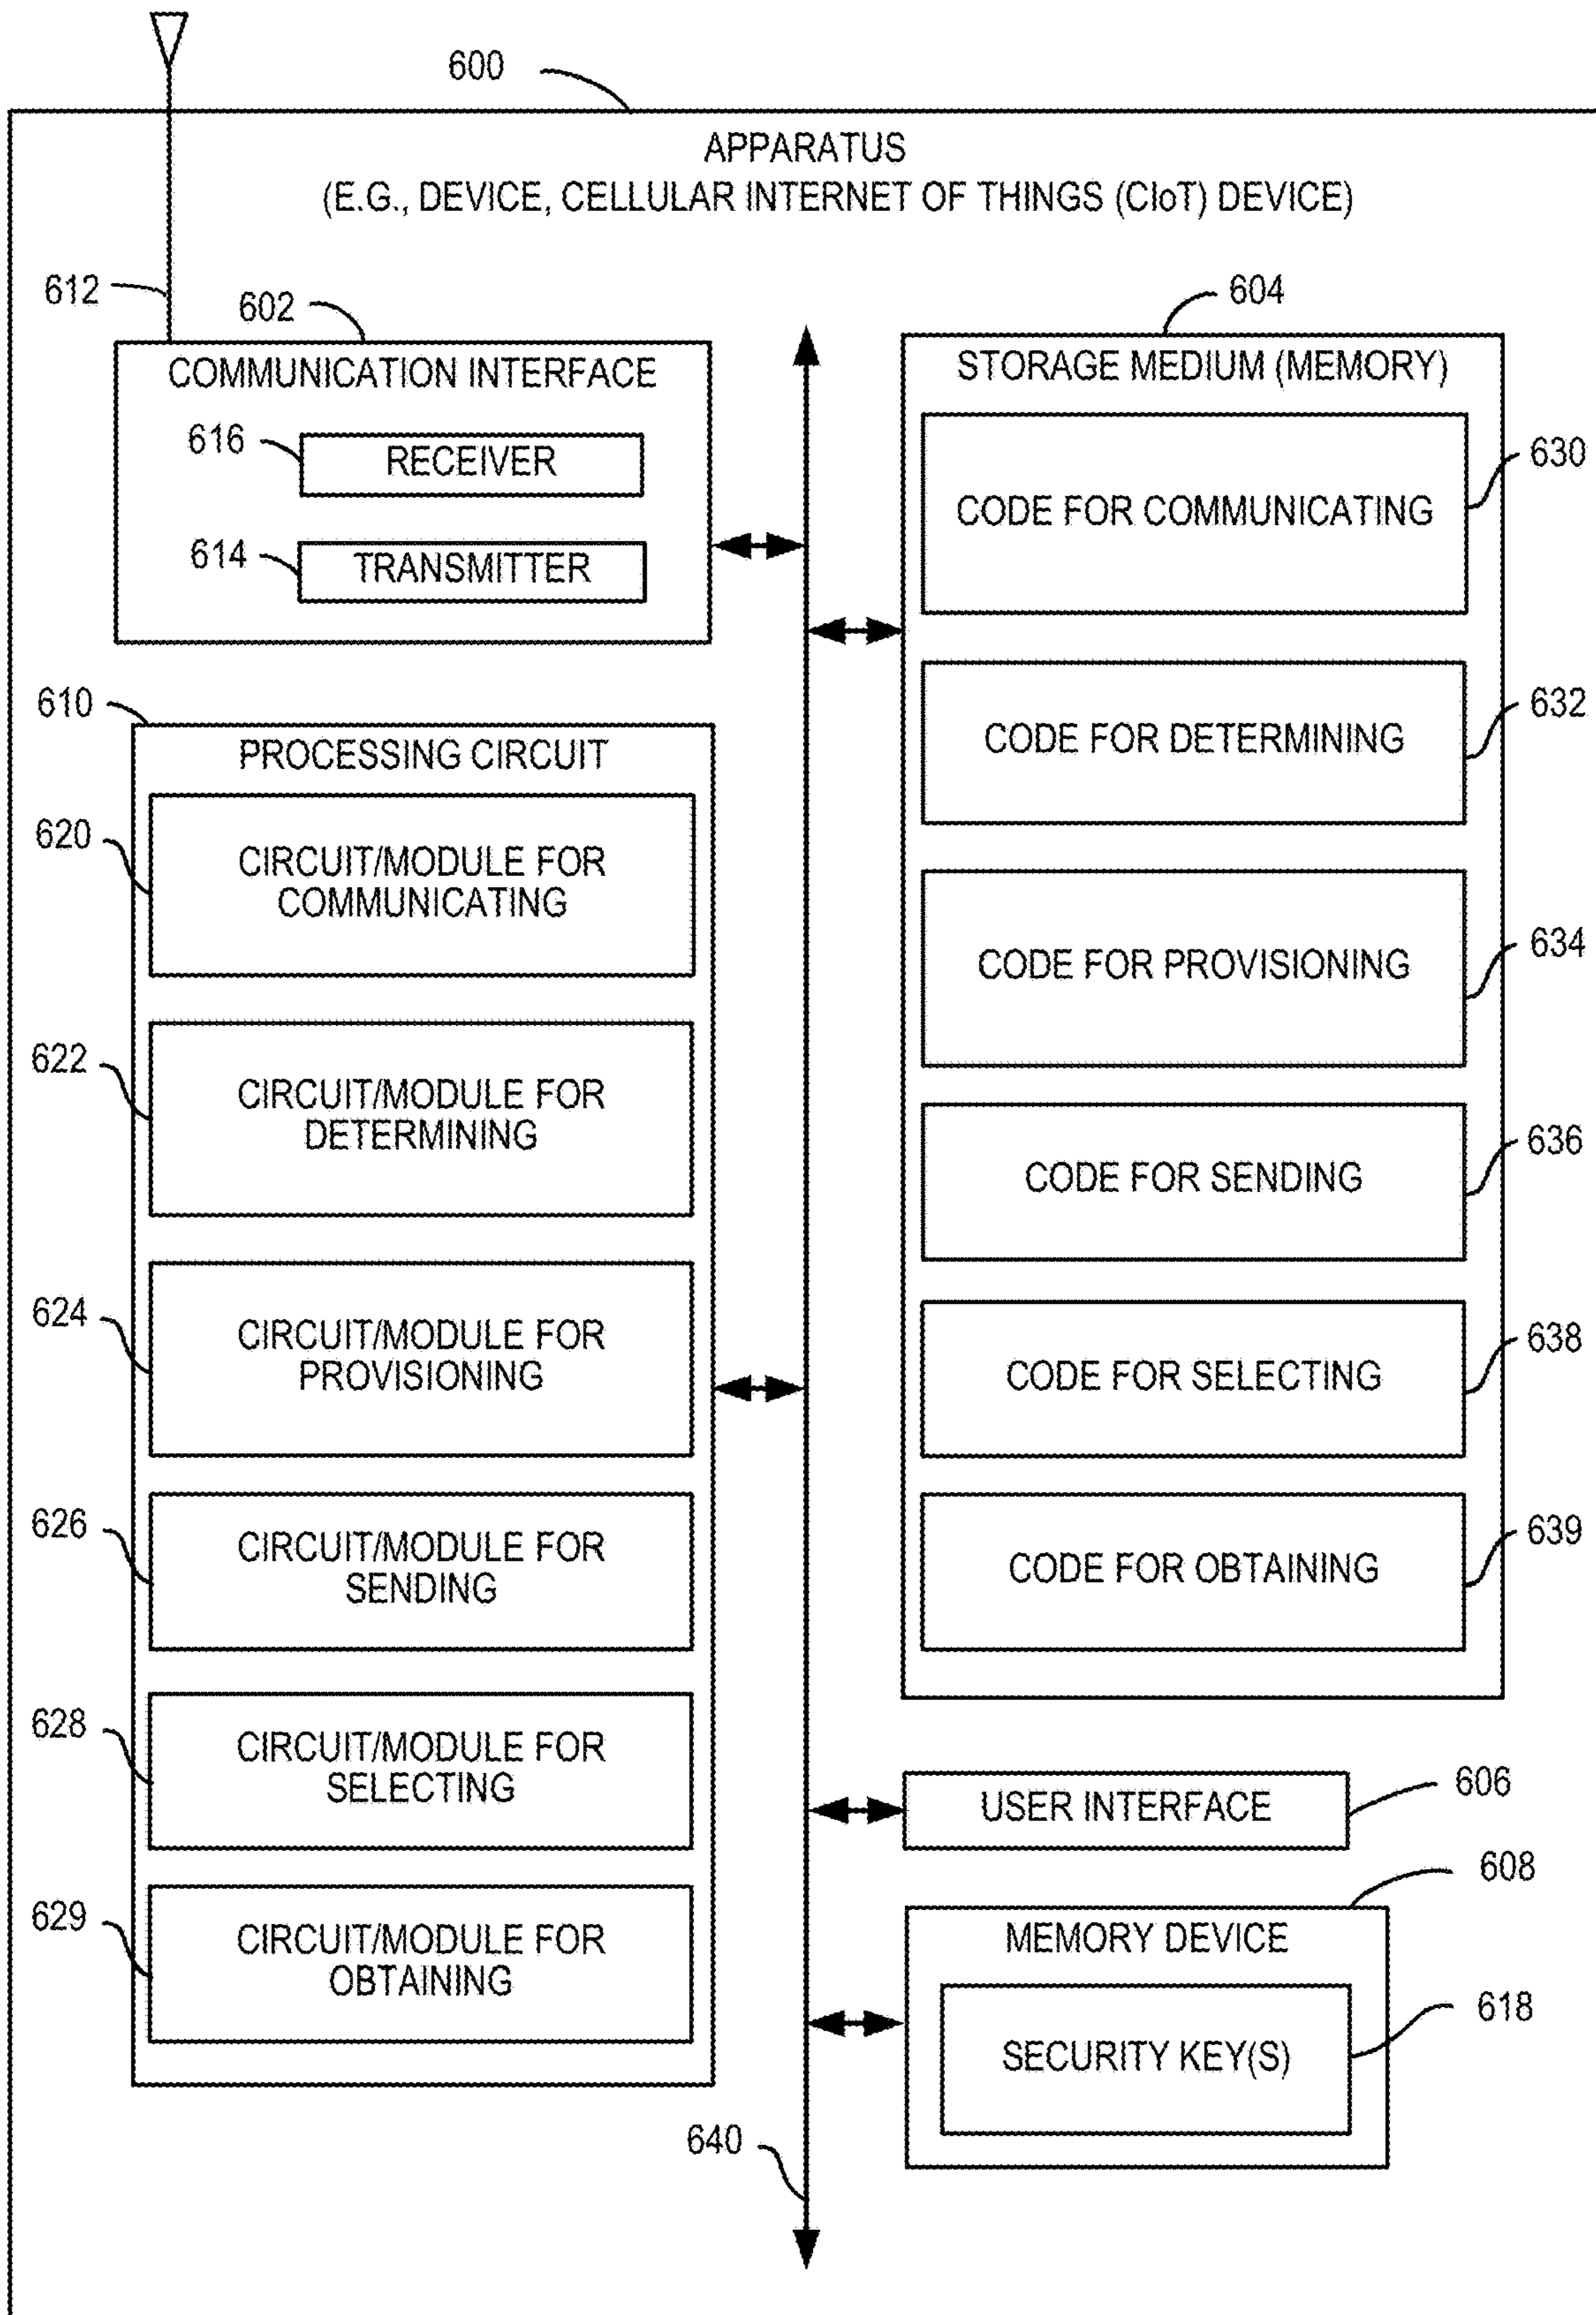 600
APPARATUS
(E.G., DEVICE, CELLULAR INTERNET OF THINGS (CIoT) DEVICE)
612
602
COMMUNICATION INTERFACE
616
RECEIVER
614
TRANSMITTER
610
PROCESSING CIRCUIT
620
CIRCUIT/MODULE FOR
COMMUNICATING
622
CIRCUIT/MODULE FOR
DETERMINING
624
CIRCUIT/MODULE FOR
PROVISIONING
626
CIRCUIT/MODULE FOR
SENDING
628
CIRCUIT/MODULE FOR
SELECTING
629
CIRCUIT/MODULE FOR
OBTAINING
604
STORAGE MEDIUM (MEMORY)
CODE FOR COMMUNICATING
630
CODE FOR DETERMINING
632
CODE FOR PROVISIONING
634
CODE FOR SENDING
636
CODE FOR SELECTING
638
CODE FOR OBTAINING
639
USER INTERFACE
606
608
MEMORY DEVICE
SECURITY KEY(S)
618
640